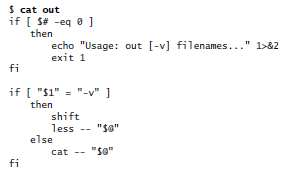 $ cat out
if [ $# -eq 0 ]
then
echo "Usage: out [-v] filenames..." 1>&2
exit 1
fi
if [ "$1" = "-v" ]
then
shift
less -- "$@"
else
cat -- "$@"
fi